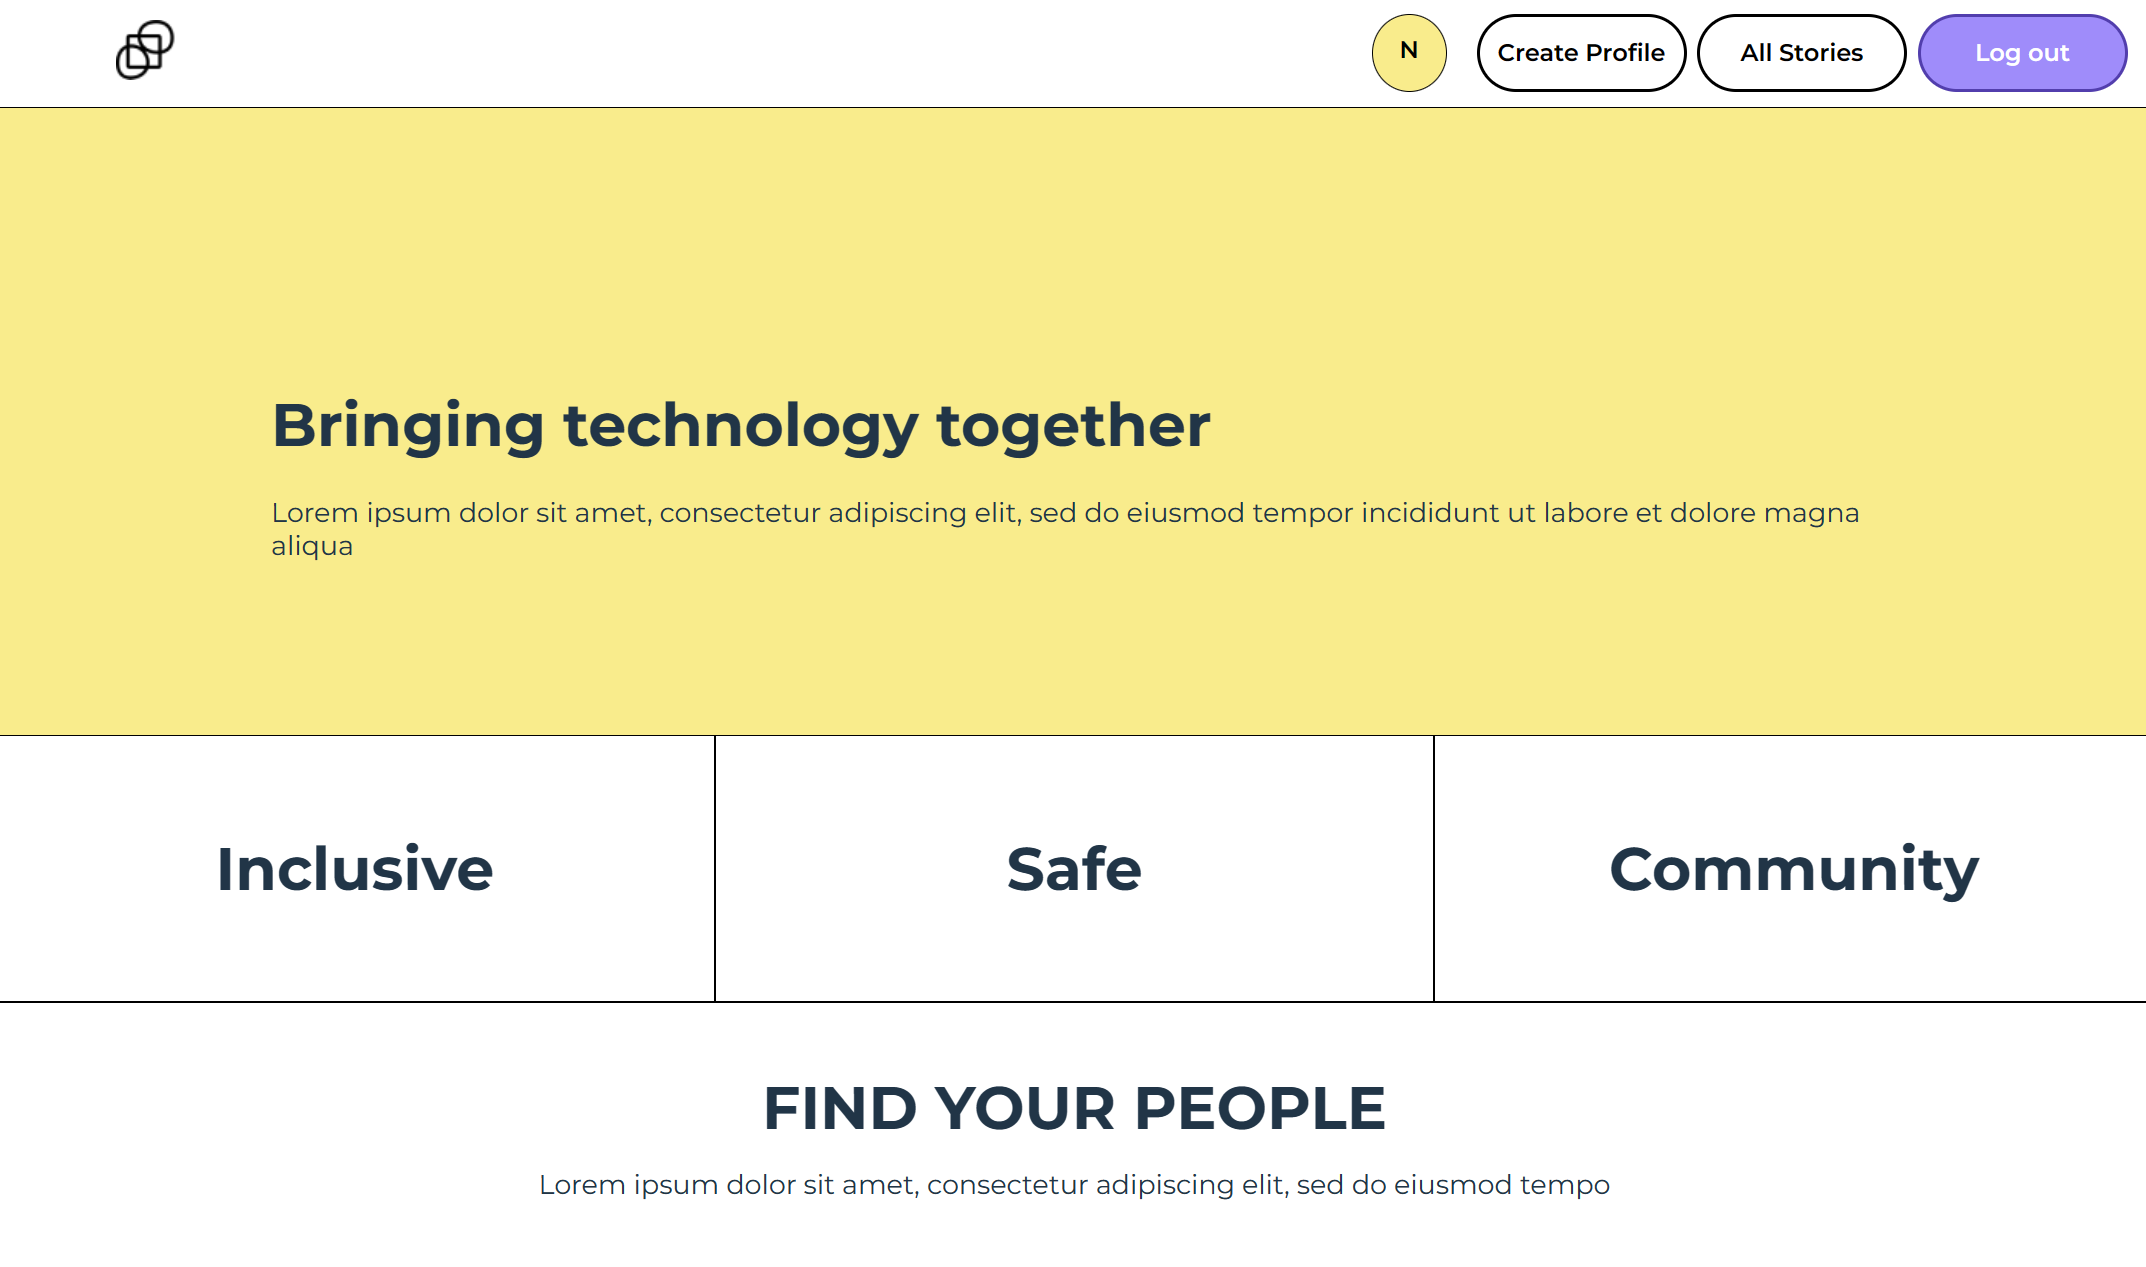 N
Create Profile
All Stories
Log out
Bringing technology together
Lorem ipsum dolor sit amet, consectetur adipiscing elit, sed do eiusmod tempor incididunt ut labore et dolore magna
aliqua
Inclusive
Safe
Community
FIND YOUR PEOPLE
Lorem ipsum dolor sit amet, consectetur adipiscing elit, sed do eiusmod tempo